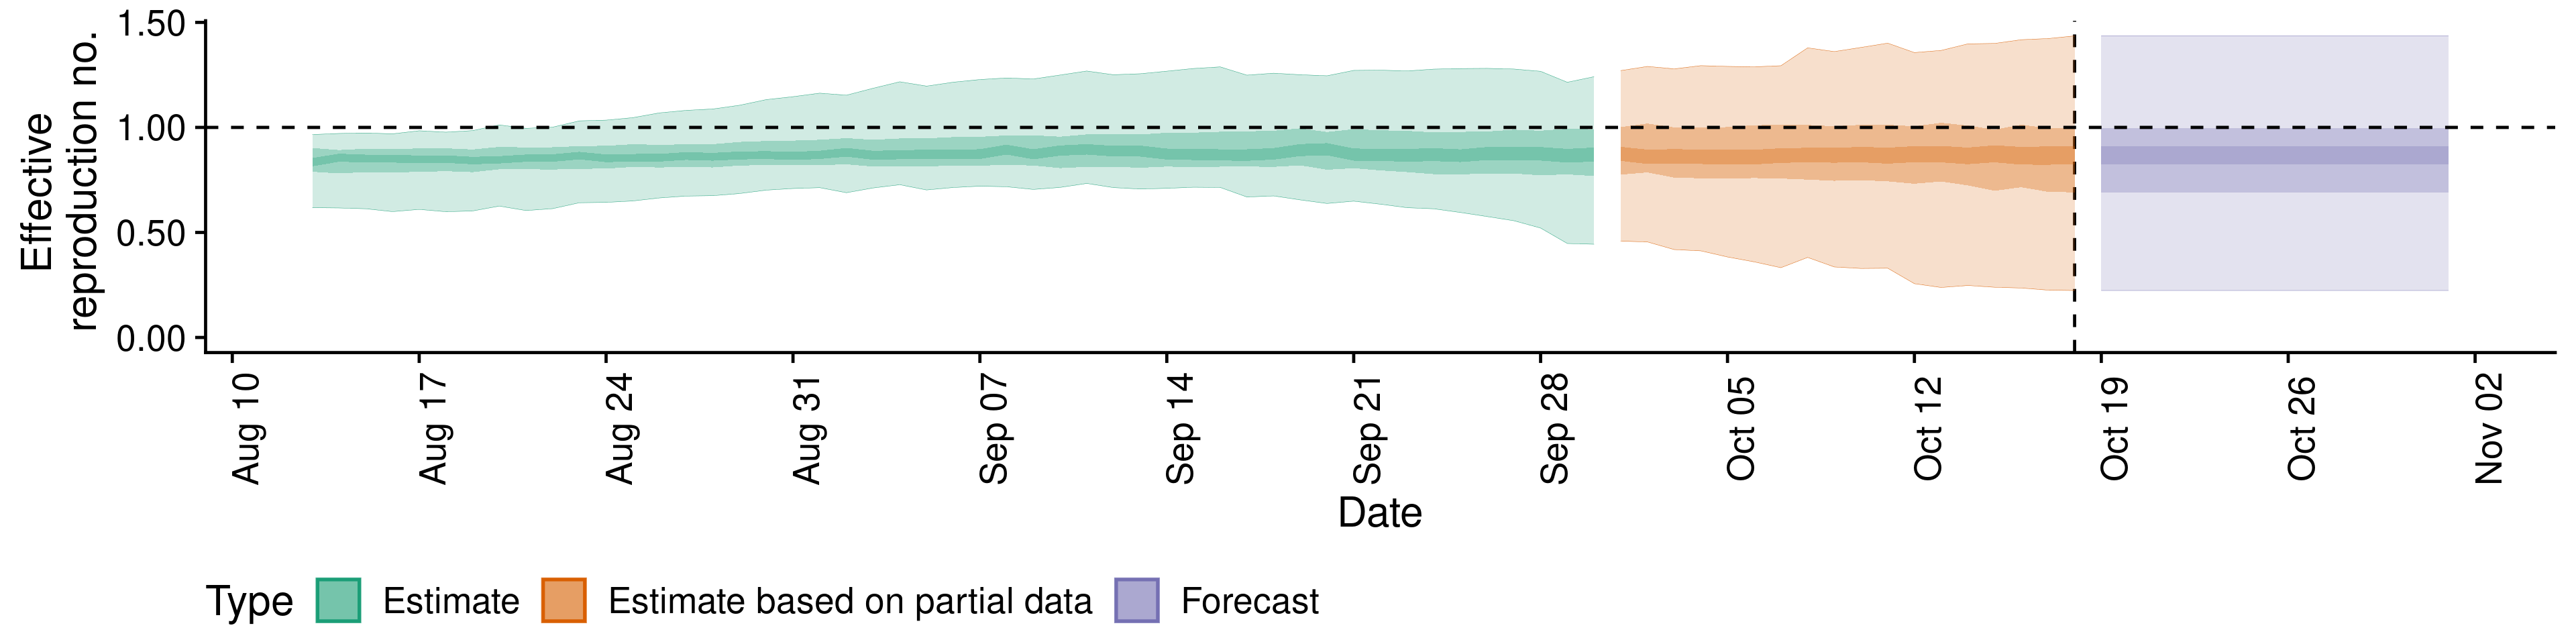 Effective
reproduction no.
1.50
1.00
0.50
0.00
Aug 10
Aug 17
Aug 24
Aug 31
Sep 07
Sep 14
Sep 21
Sep 28
Oct 05
Oct 12
Oct 19
Oct 26
Nov 02
Date
Type Estimate Estimate based on partial data Forecast